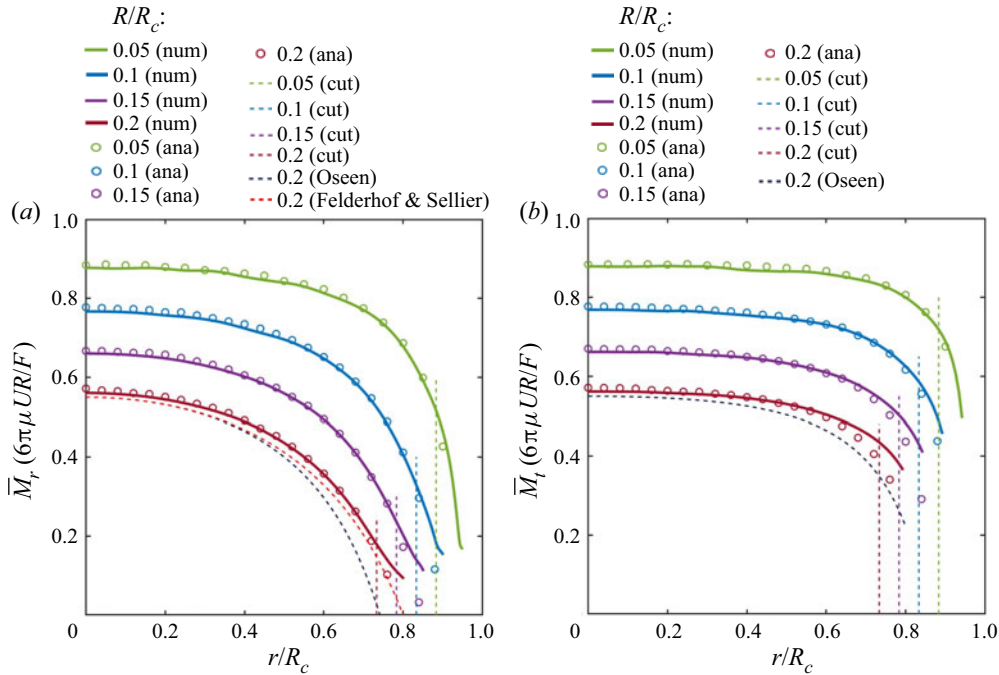 R/Rc:
0.05 (num)
0.1 (num)
0.15 (num)
0.2 (num)
0.05 (ana)
0.1 (ana)
0.15 (ana)
0.2 (ana)
0.05 (cut)
0.1 (cut)
0.15 (cut)
0.2 (cut)
0.2 (Oseen)
0.2 (Felderhof & Sellier)
R/Rc:
0.05 (num)
0.1 (num)
0.15 (num)
0.2 (num)
0.05 (ana)
0.1 (ana)
0.15 (ana)
0.2 (ana)
0.05 (cut)
0.1 (cut)
0.15 (cut)
0.2 (cut)
0.2 (Oseen)
(a)
1.0
0.8
0.6
0.4
0.2
M̅r (6πμUR/F)
0 0.2 0.4 0.6 0.8 1.0
r/Rc
(b)
1.0
0.8
0.6
0.4
0.2
M̅t (6πμUR/F)
0 0.2 0.4 0.6 0.8 1.0
r/Rc